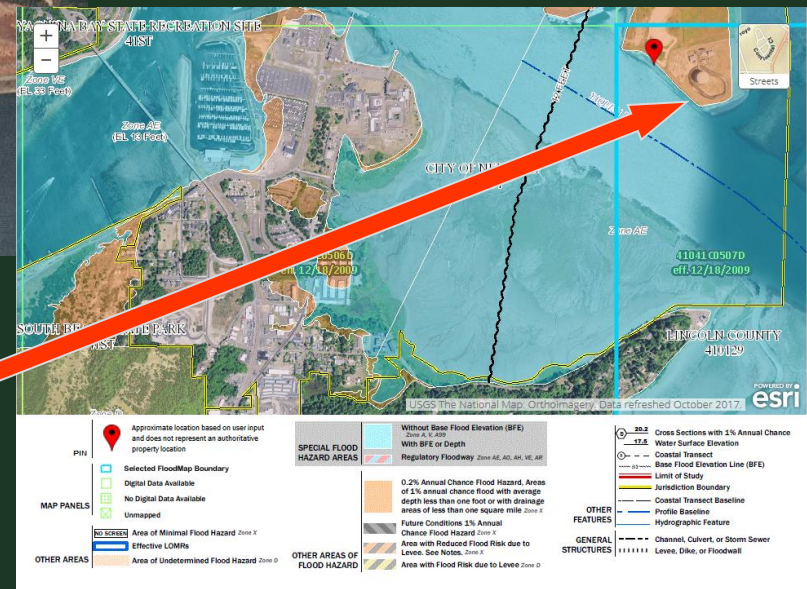 YAQUINA BAY STATE RECREATION SITE
41ST
+
−
Zone VE
(EL 33 Feet)
Zone AE
(EL 13 Feet)
Streets
CITY OF
Zone AE
0506D
eff. 12/18/2009
41041C0507D
eff. 12/18/2009
SOUTH BE
LINCOLN COUNTY
410129
POWERED BY
esri
USGS The National Map: Orthoimagery. Data refreshed October 2017.
PIN
Approximate location based on user input
and does not represent an authoritative
property location
MAP PANELS
Selected FloodMap Boundary
Digital Data Available
No Digital Data Available
Unmapped
OTHER AREAS
NO SCREEN Area of Minimal Flood Hazard Zone X
Effective LOMRs
Area of Undetermined Flood Hazard Zone D
SPECIAL FLOOD
HAZARD AREAS
Without Base Flood Elevation (BFE)
Zone A, V, A99
With BFE or Depth
Regulatory Floodway Zone AE, AO, AH, VE, AR
OTHER AREAS OF
FLOOD HAZARD
0.2% Annual Chance Flood Hazard, Areas
of 1% annual chance flood with average
depth less than one foot or with drainage
areas of less than one square mile Zone X
Future Conditions 1% Annual
Chance Flood Hazard Zone X
Area with Reduced Flood Risk due to
Levee. See Notes. Zone X
Area with Flood Risk due to Levee Zone D
OTHER
FEATURES
20.2 Cross Sections with 1% Annual Chance
17.5 Water Surface Elevation
Coastal Transect
Base Flood Elevation Line (BFE)
Limit of Study
Jurisdiction Boundary
Coastal Transect Baseline
Profile Baseline
Hydrographic Feature
GENERAL
STRUCTURES
Channel, Culvert, or Storm Sewer
Levee, Dike, or Floodwall